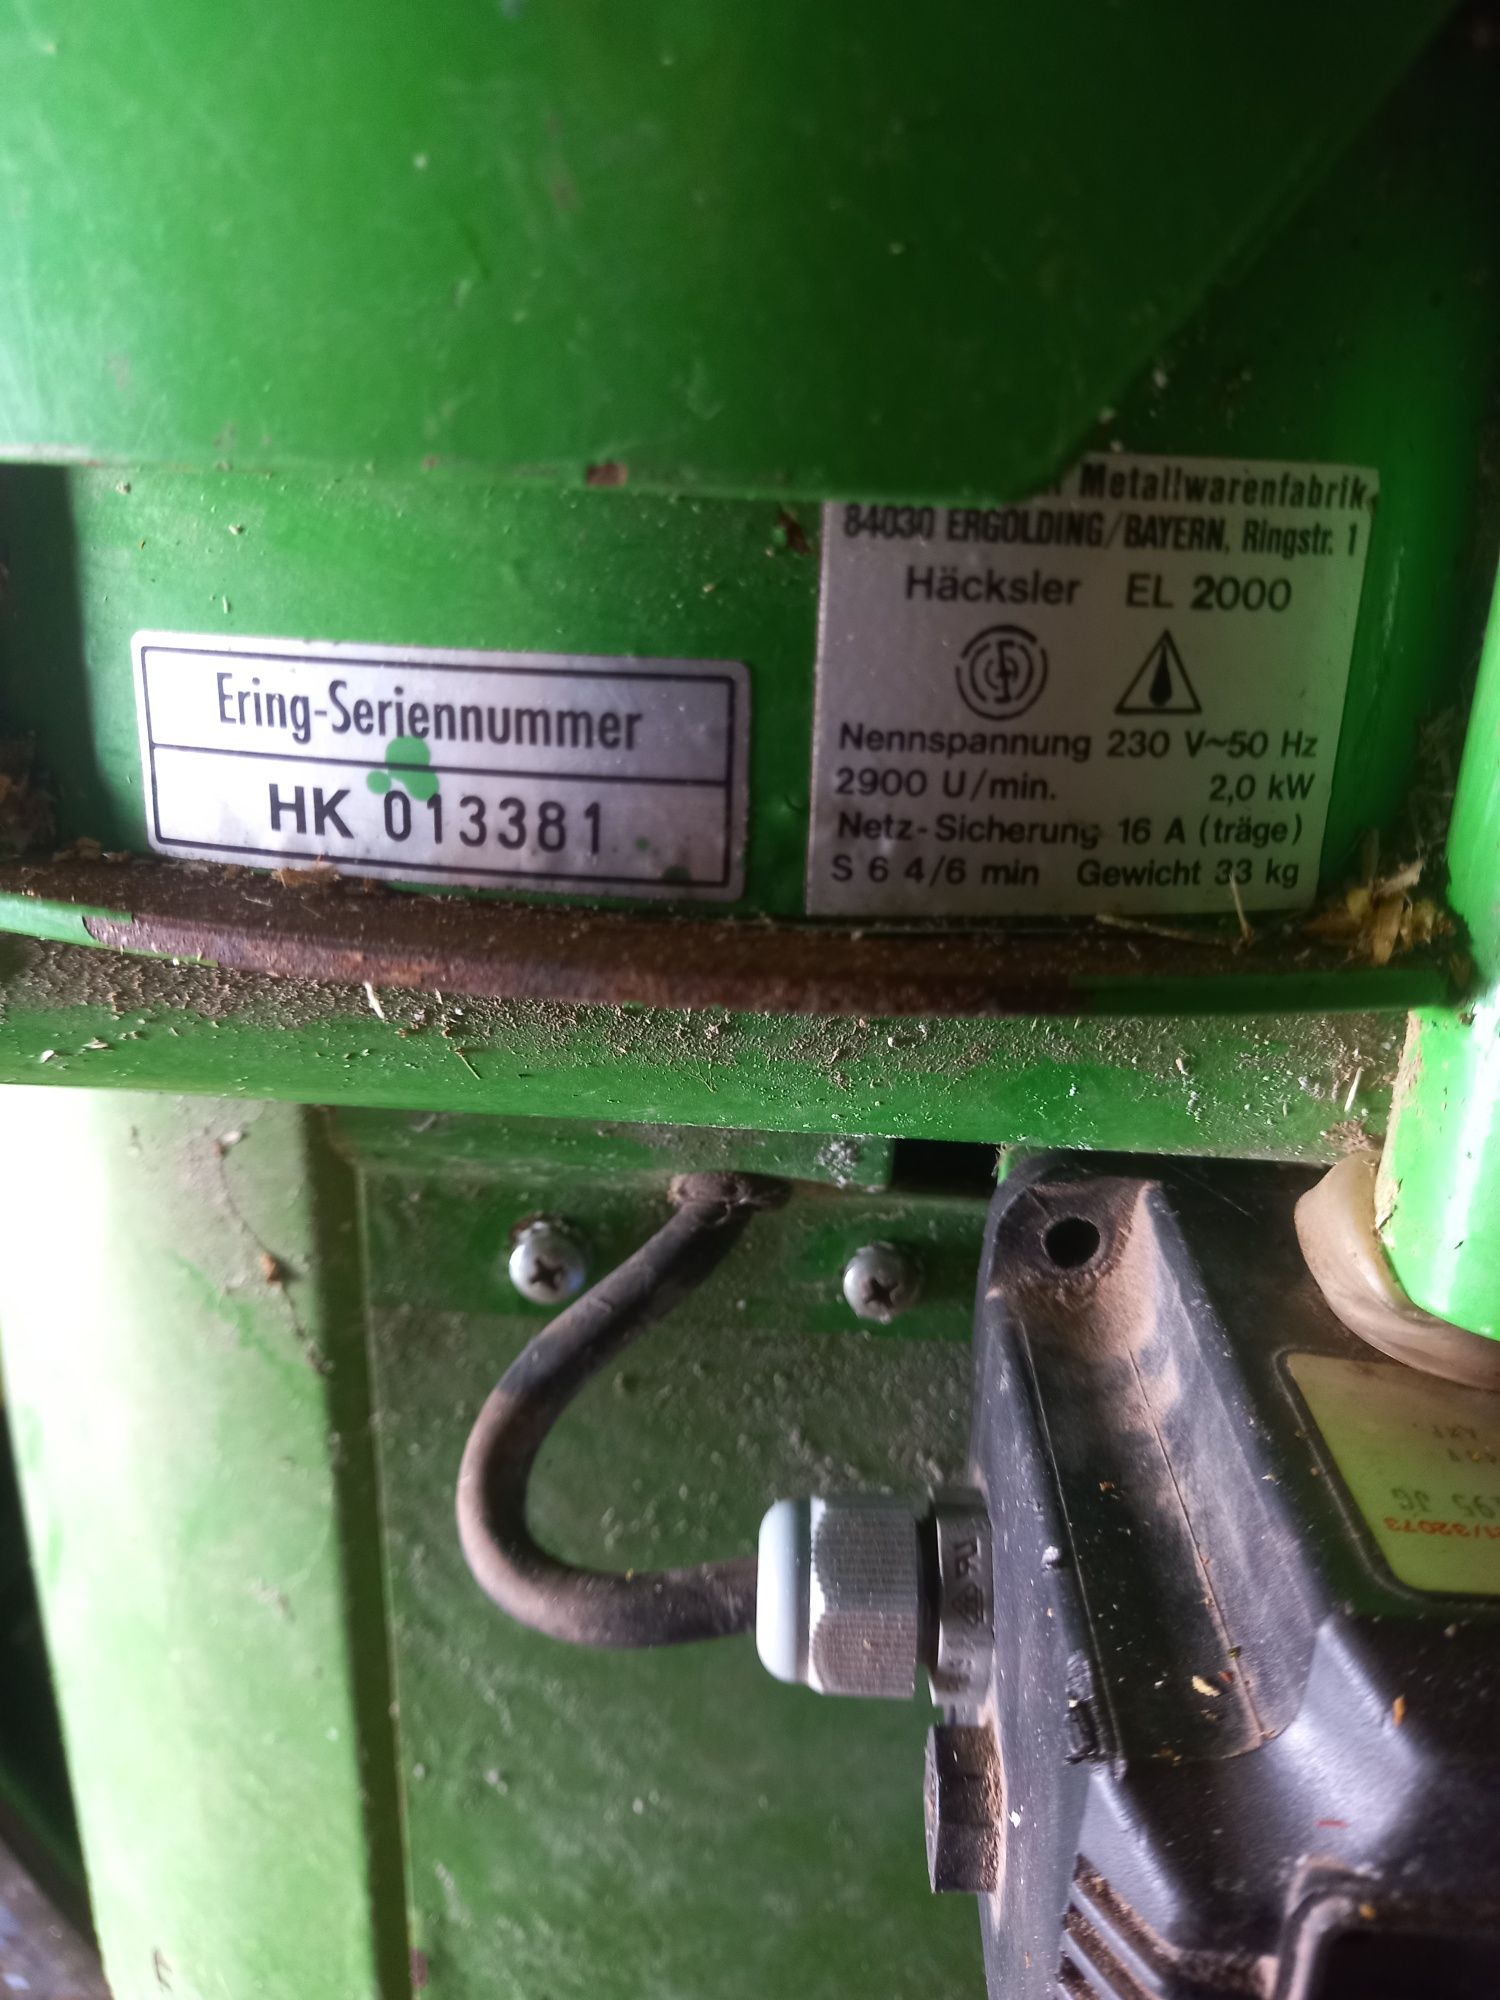 Metallwarenfabrik
84030 ERGOLDING/BAYERN, Ringstr. 1
Häcksler EL 2000
Nennspannung 230 V~50 Hz
2900 U/min. 2,0 kW
Netz-Sicherung 16 A (träge)
S 6 4/6 min Gewicht 33 kg
Ering-Seriennummer
HK 013381